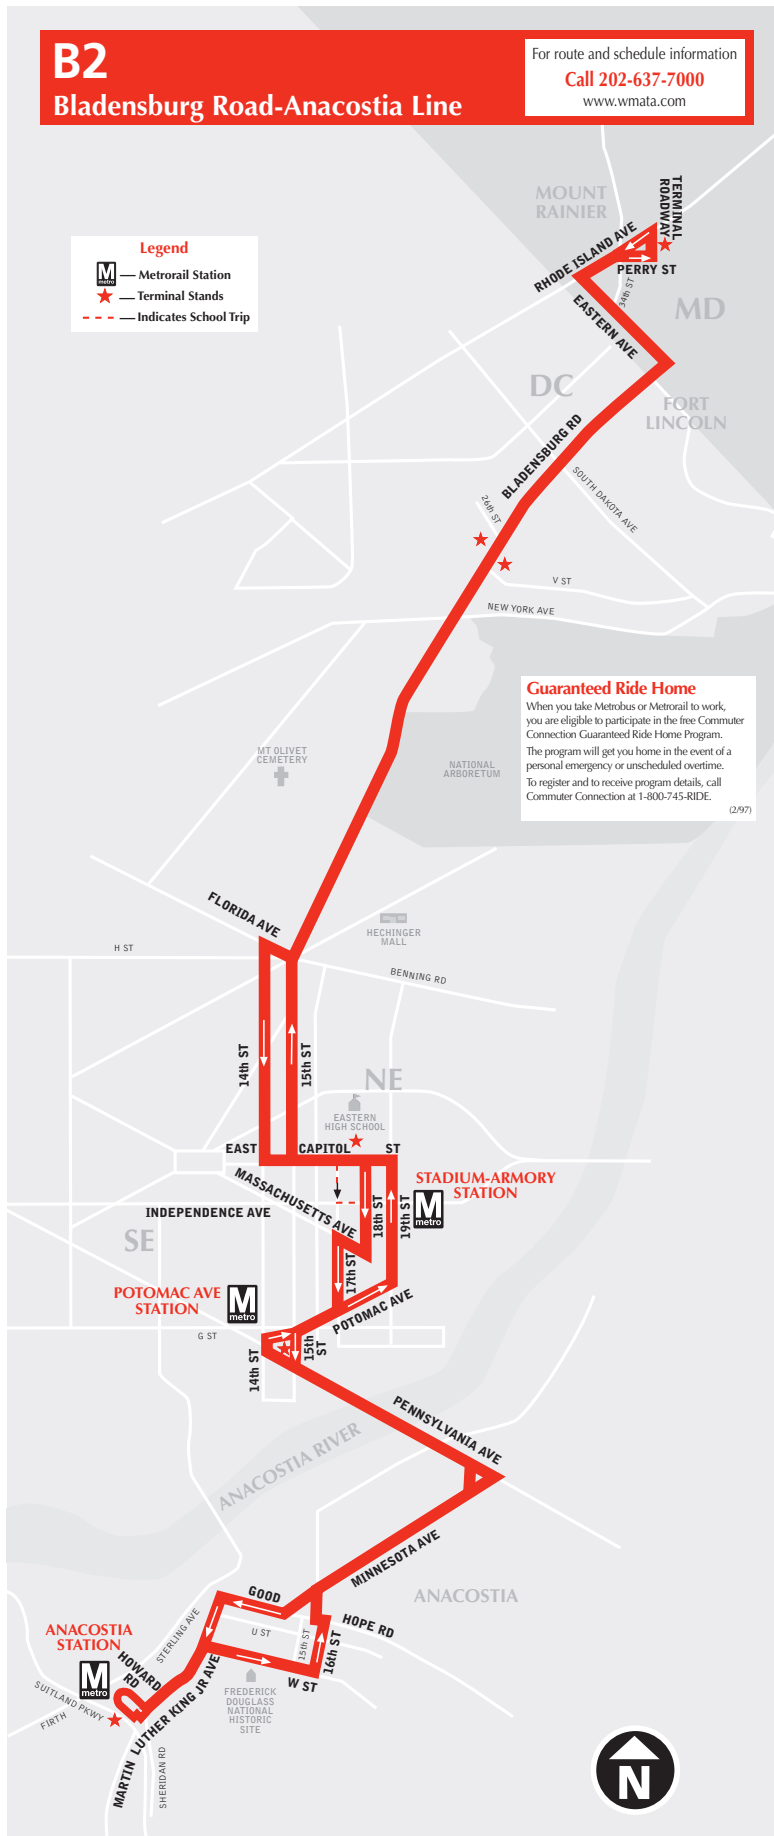 B2
Bladensburg Road-Anacostia Line
For route and schedule information
Call 202-637-7000
www.wmata.com
Legend
M
metro
Metrorail Station
Terminal Stands
Indicates School Trip
MOUNT
RAINIER
TERMINAL
ROADWAY
RHODE ISLAND AVE
PERRY ST
34th ST
EASTERN AVE
MD
DC
FORT
LINCOLN
BLADENSBURG RD
SOUTH DAKOTA AVE
26th ST
V ST
NEW YORK AVE
Guaranteed Ride Home
When you take Metrobus or Metrorail to work,
you are eligible to participate in the free Commuter
Connection Guaranteed Ride Home Program.
The program will get you home in the event of a
personal emergency or unscheduled overtime.
To register and to receive program details, call
Commuter Connection at 1-800-745-RIDE.
(2/97)
MT OLIVET
CEMETERY
NATIONAL
ARBORETUM
FLORIDA AVE
HECHINGER
MALL
H ST
BENNING RD
14th ST
15th ST
NE
EASTERN
HIGH SCHOOL
EAST
CAPITOL
ST
MASSACHUSETTS AVE
STADIUM-ARMORY
STATION
M
metro
INDEPENDENCE AVE
18th ST
19th ST
SE
17th ST
POTOMAC AVE
STATION
M
metro
POTOMAC AVE
G ST
14th ST
15th
ST
PENNSYLVANIA AVE
ANACOSTIA RIVER
MINNESOTA AVE
ANACOSTIA
GOOD
HOPE RD
ANACOSTIA
STATION
M
metro
STERLING AVE
U ST
15th ST
16th ST
HOWARD
RD
W ST
SUITLAND PKWY
FIRTH
FREDERICK
DOUGLASS
NATIONAL
HISTORIC
SITE
MARTIN LUTHER KING JR AVE
SHERIDAN RD
N